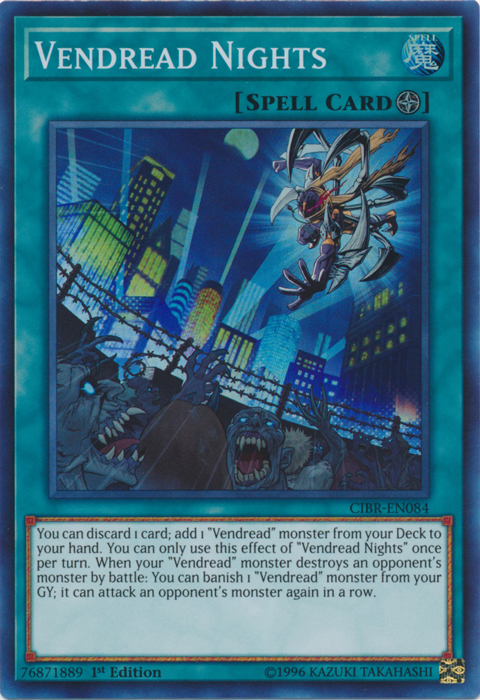 VENDREAD NIGHTS
SPELL
魔
[SPELL CARD]
CIBR-EN084
You can discard 1 card; add 1 "Vendread" monster from your Deck to
your hand. You can only use this effect of "Vendread Nights" once
per turn. When your "Vendread" monster destroys an opponent's
monster by battle: You can banish 1 "Vendread" monster from your
GY; it can attack an opponent's monster again in a row.
76871889 1st Edition ©1996 KAZUKI TAKAHASHI